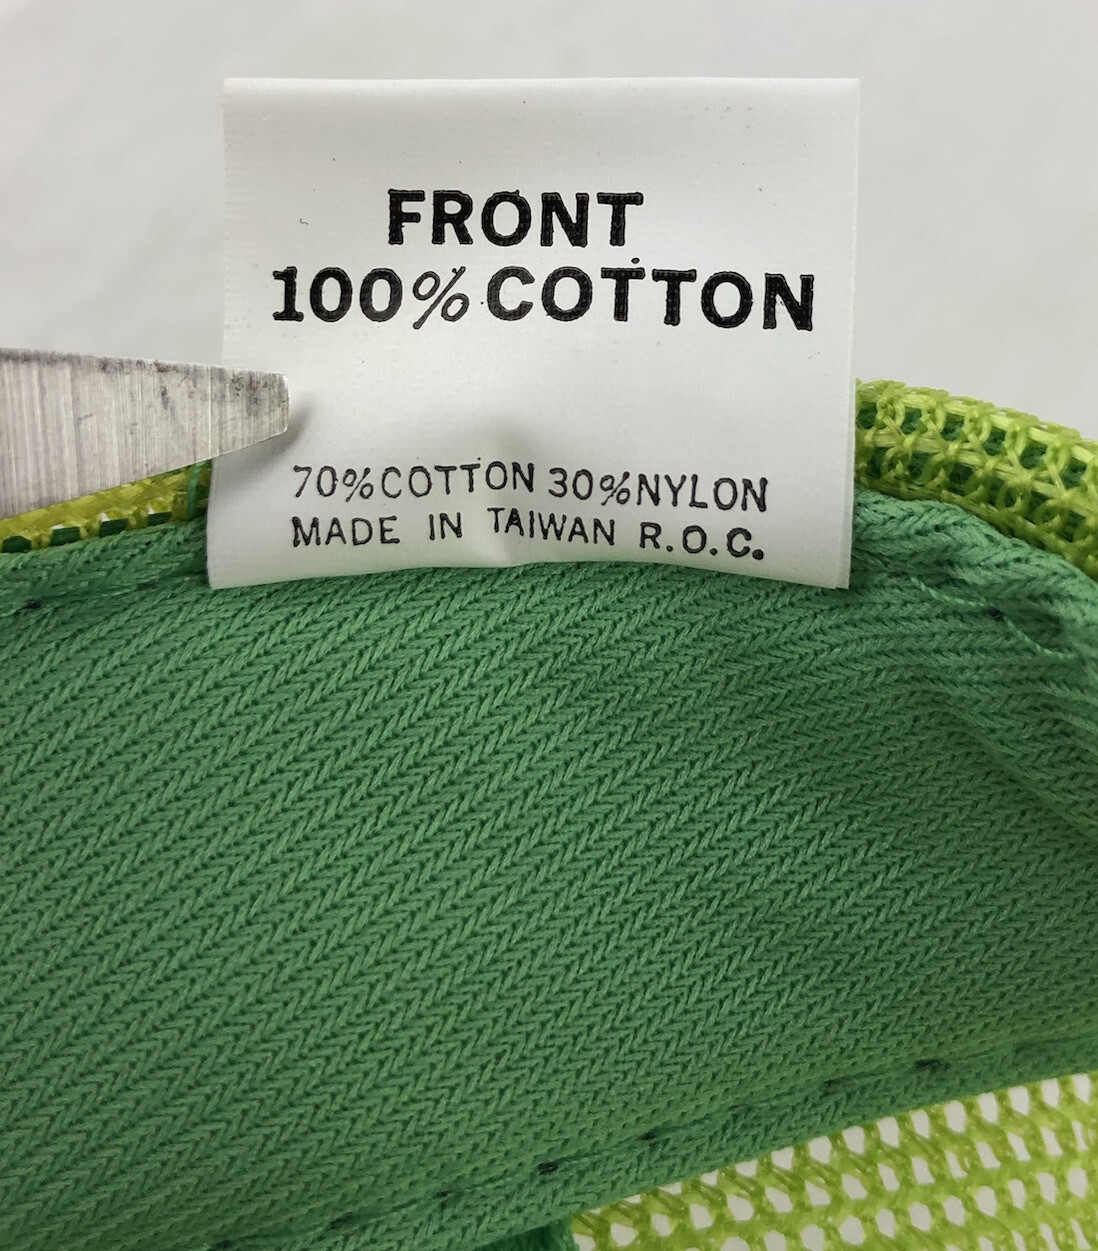 FRONT
100% COTTON
70% COTTON 30% NYLON
MADE IN TAIWAN R.O.C.